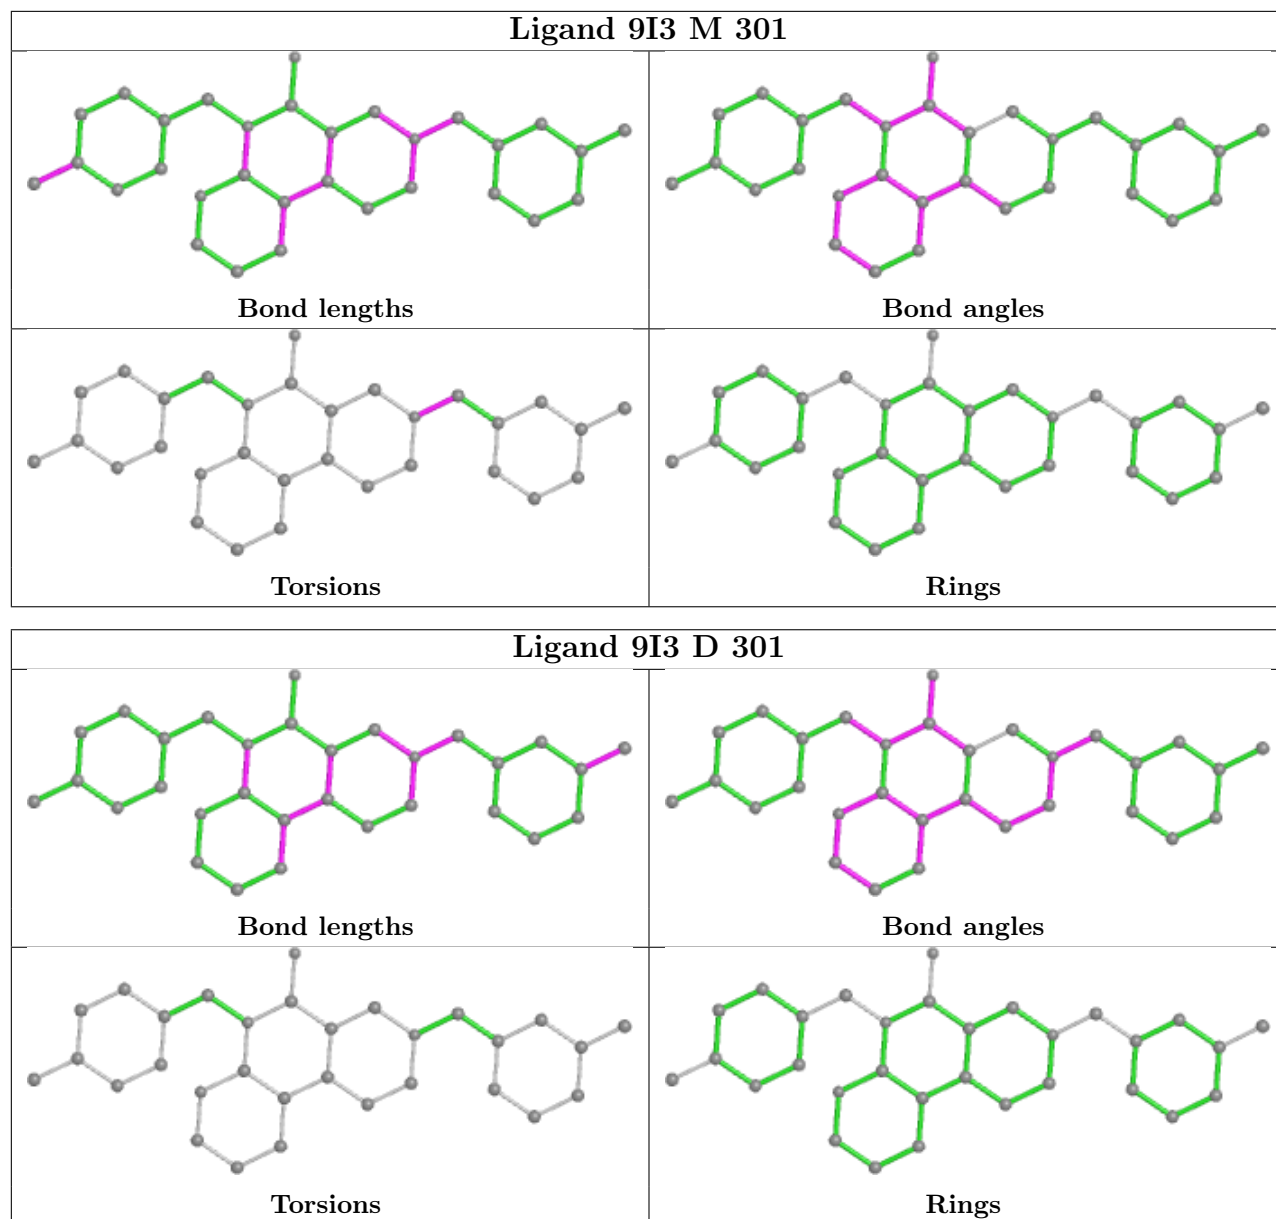 Ligand 9I3 M 301
Bond lengths
Bond angles
Torsions
Rings
Ligand 9I3 D 301
Bond lengths
Bond angles
Torsions
Rings